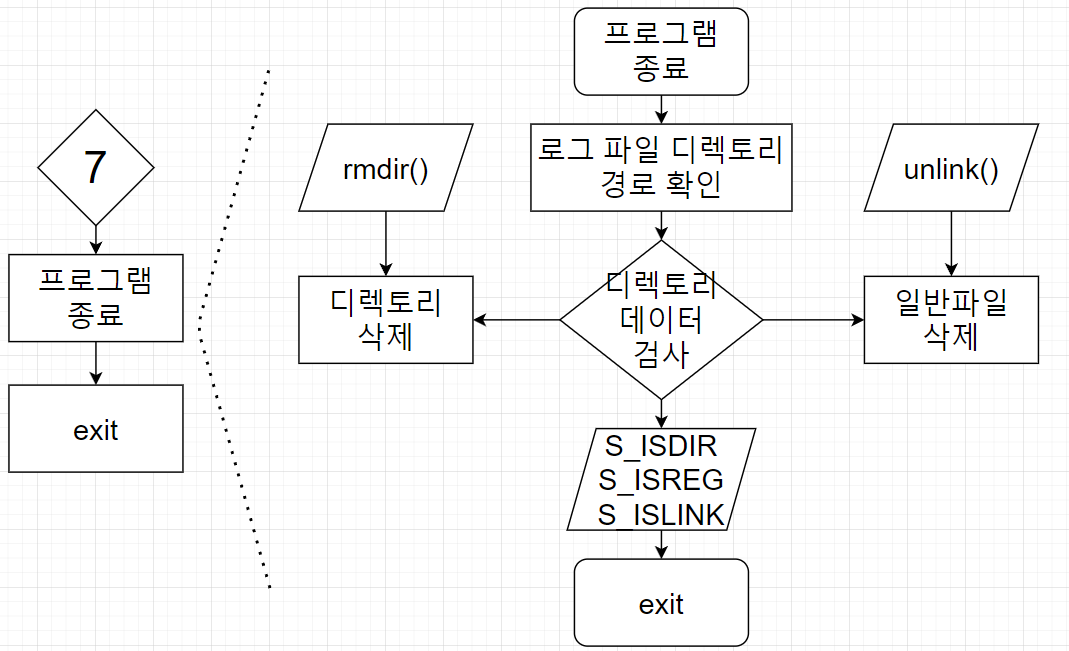 7
프로그램
종료
exit
프로그램
종료
로그 파일 디렉토리
경로 확인
rmdir()
unlink()
디렉토리
삭제
디렉토리
데이터
검사
일반파일
삭제
S_ISDIR
S_ISREG
S_ISLINK
exit